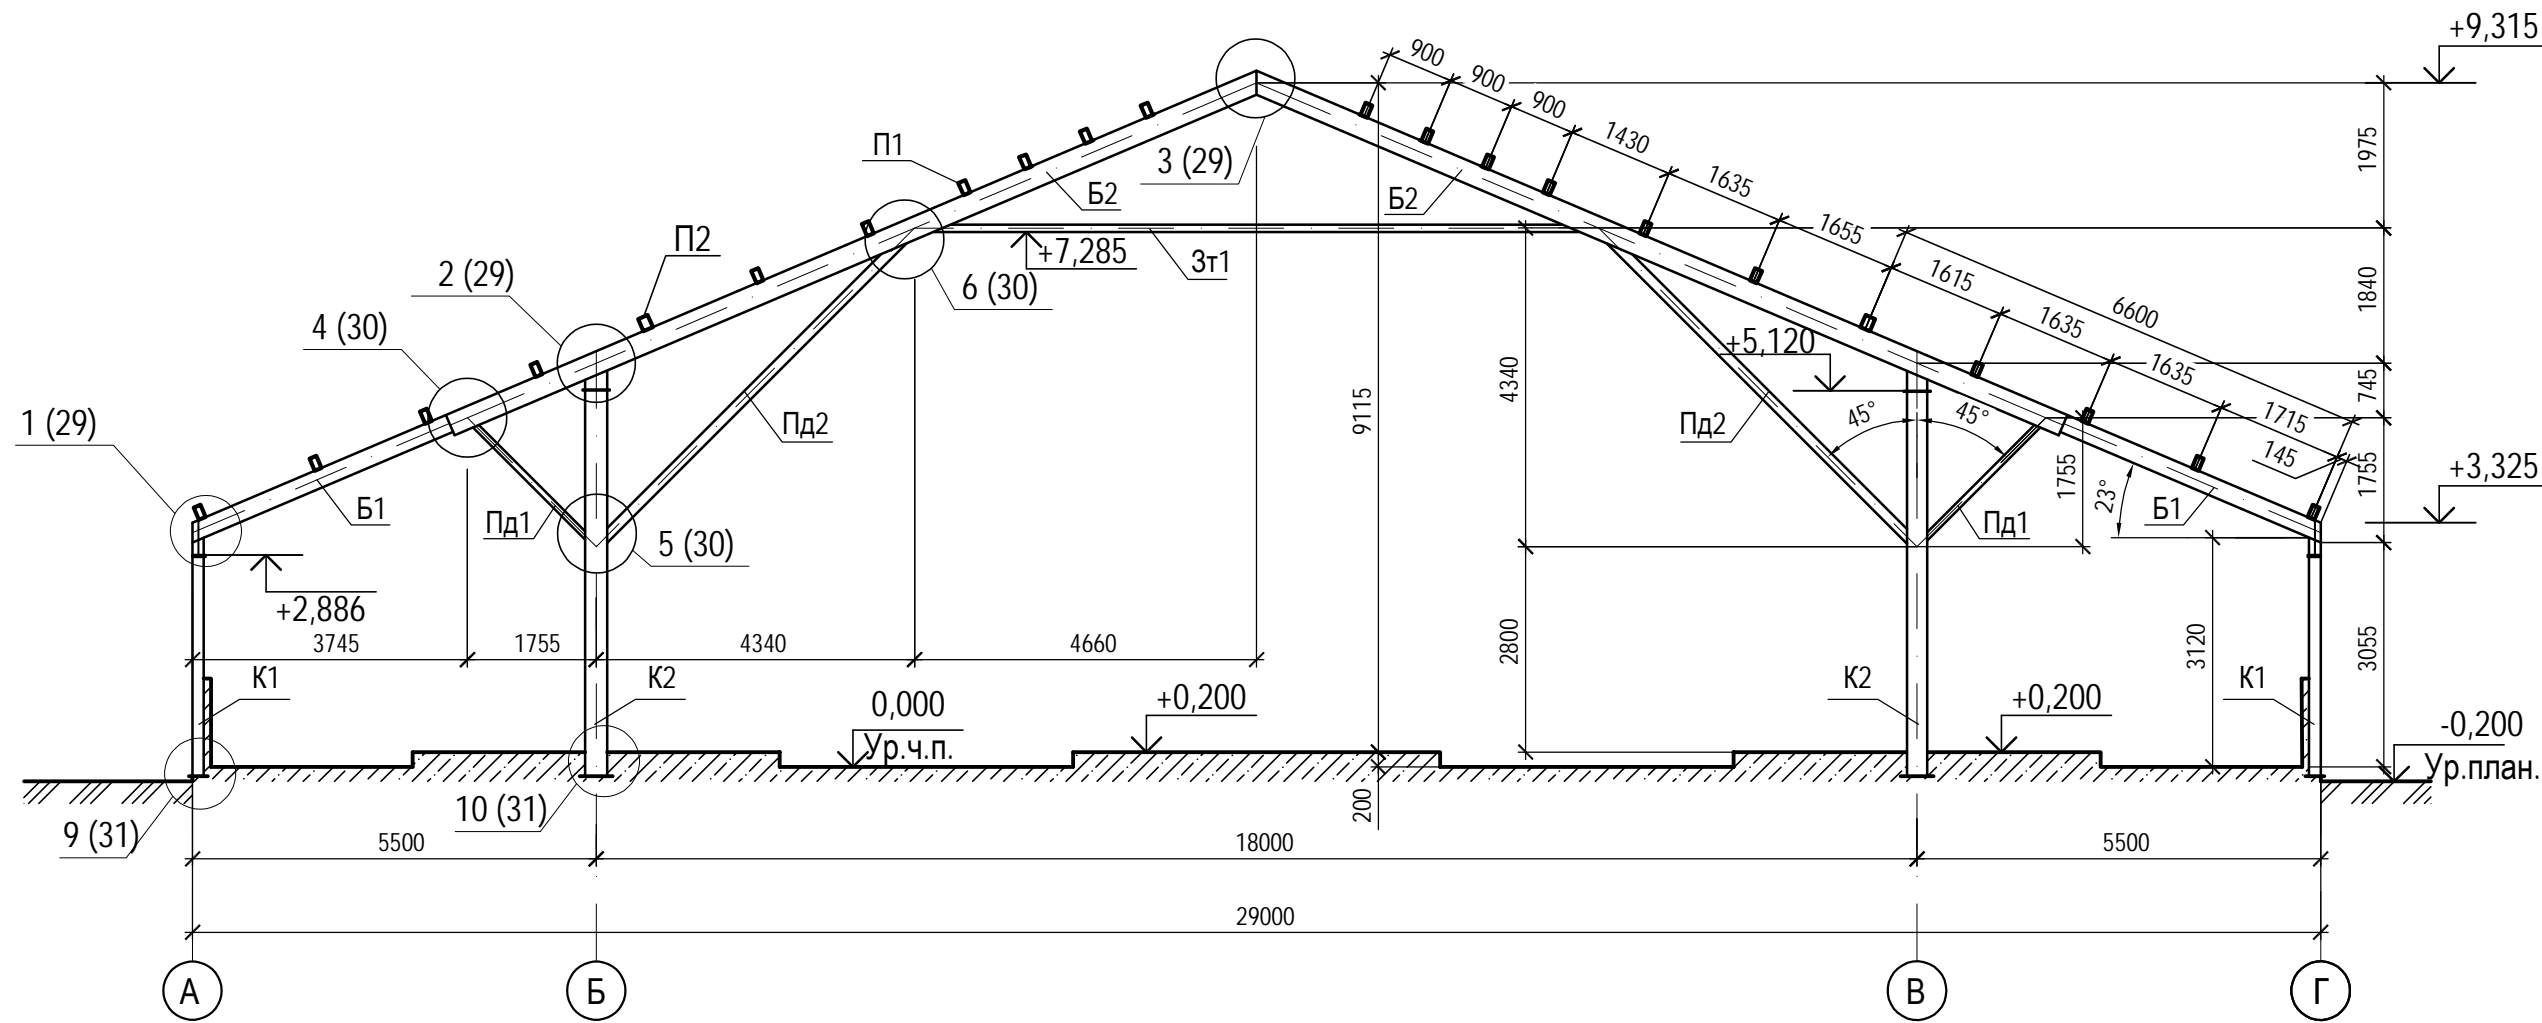 +9,315
900
900
900
1430
1635
1655
1615
1635
1635
1715
145
6600
1975
1840
745
1755
3055
П1
Б2
3 (29)
Б2
П2
2 (29)
4 (30)
1 (29)
+7,285
Зт1
6 (30)
9115
4340
2800
+5,120
45°
45°
Пд2
Пд2
Пд1
Пд1
Б1
Б1
23°
1755
+3,325
5 (30)
+2,886
3745
1755
4340
4660
3120
К1
К2
К2
К1
0,000
Ур.ч.п.
+0,200
+0,200
-0,200
Ур.план.
200
9 (31)
10 (31)
5500
18000
5500
29000
А
Б
В
Г